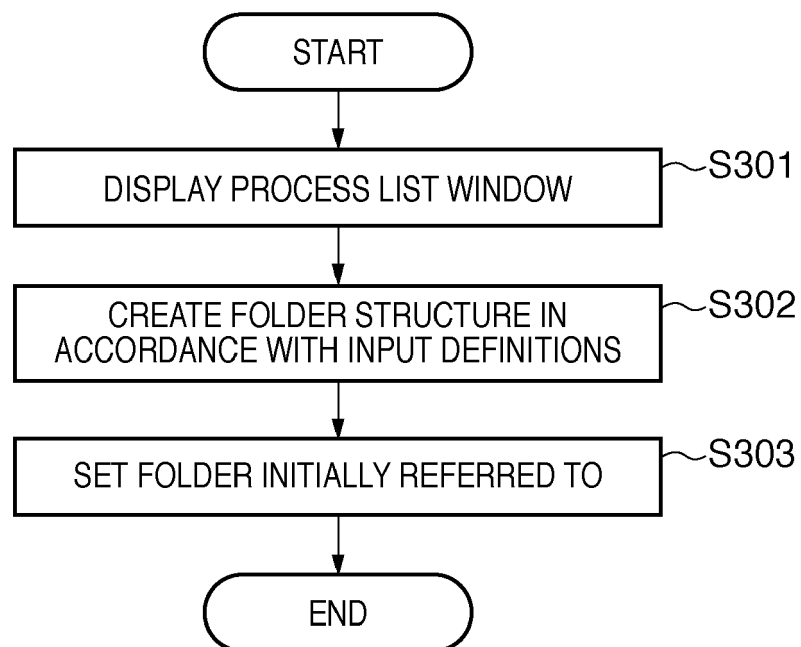 START
DISPLAY PROCESS LIST WINDOW
S301
CREATE FOLDER STRUCTURE IN
ACCORDANCE WITH INPUT DEFINITIONS
S302
SET FOLDER INITIALLY REFERRED TO
S303
END